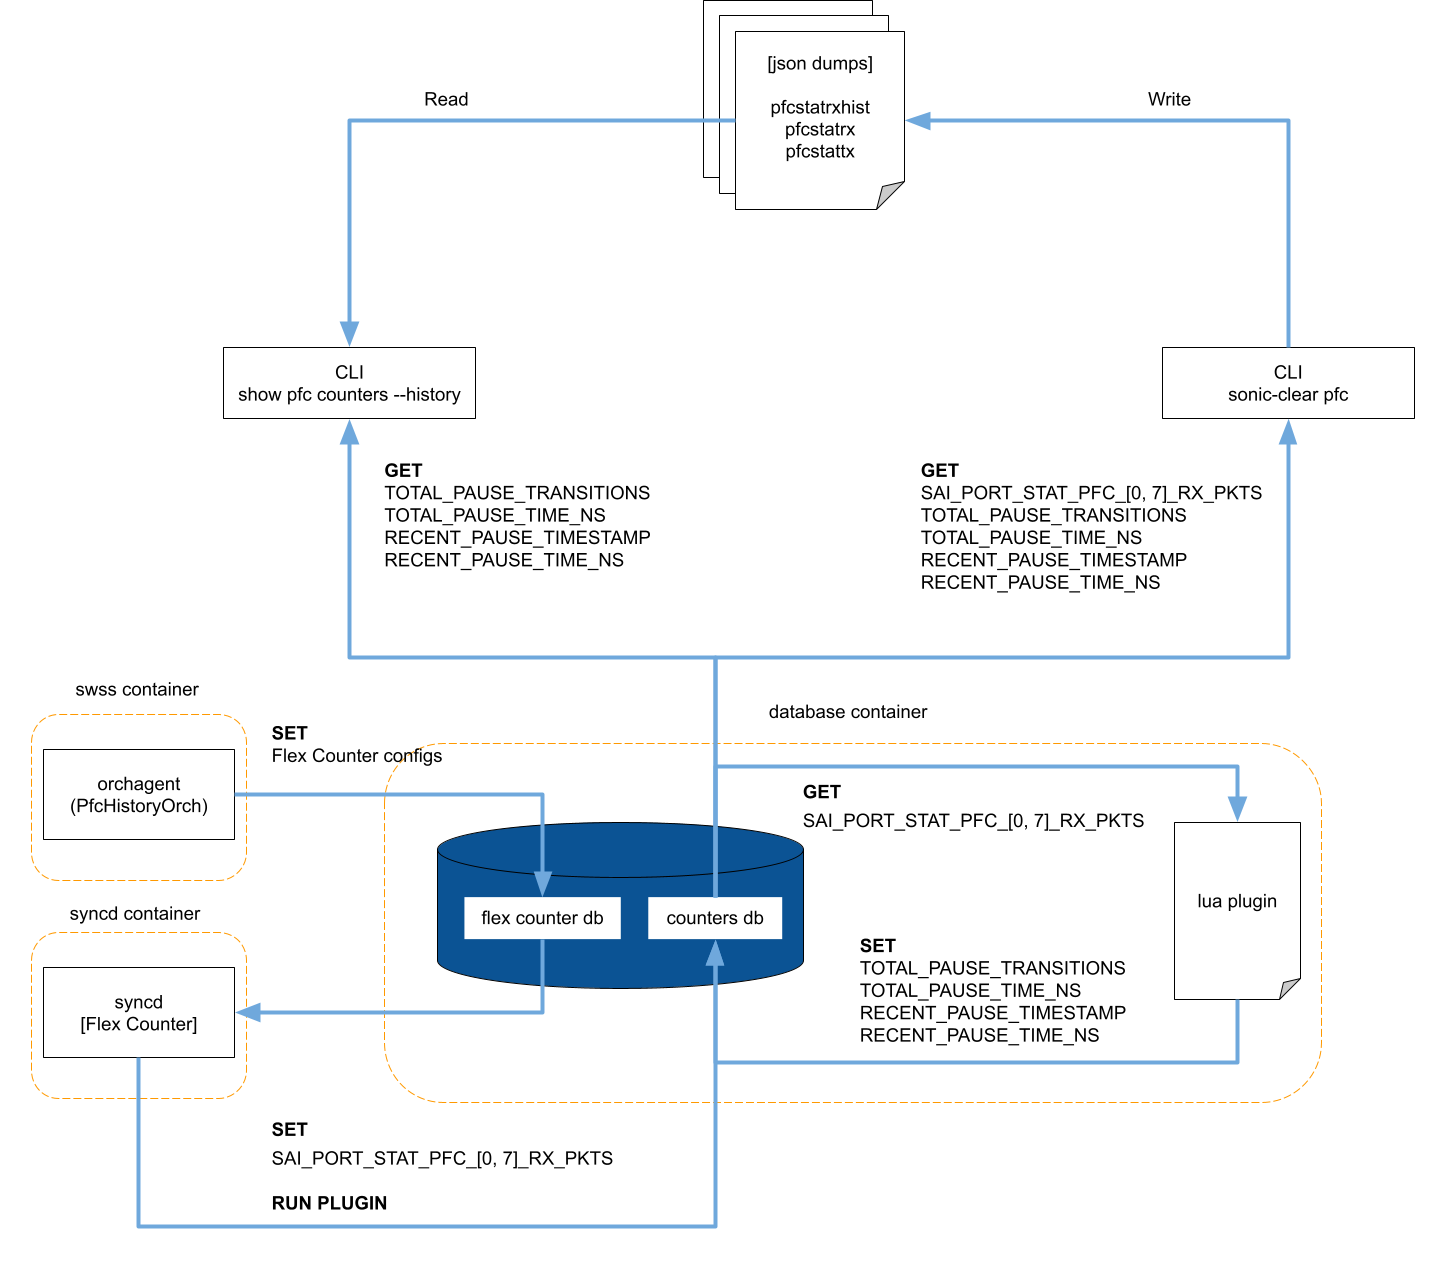 [json dumps]
pfcstatrxhist
pfcstatrx
pfcstattx
Read
Write
CLI
show pfc counters --history
CLI
sonic-clear pfc
GET
TOTAL_PAUSE_TRANSITIONS
TOTAL_PAUSE_TIME_NS
RECENT_PAUSE_TIMESTAMP
RECENT_PAUSE_TIME_NS
GET
SAI_PORT_STAT_PFC_[0, 7]_RX_PKTS
TOTAL_PAUSE_TRANSITIONS
TOTAL_PAUSE_TIME_NS
RECENT_PAUSE_TIMESTAMP
RECENT_PAUSE_TIME_NS
swss container
orchagent
(PfcHistoryOrch)
SET
Flex Counter configs
database container
GET
SAI_PORT_STAT_PFC_[0, 7]_RX_PKTS
flex counter db
counters db
lua plugin
syncd container
syncd
[Flex Counter]
SET
TOTAL_PAUSE_TRANSITIONS
TOTAL_PAUSE_TIME_NS
RECENT_PAUSE_TIMESTAMP
RECENT_PAUSE_TIME_NS
SET
SAI_PORT_STAT_PFC_[0, 7]_RX_PKTS
RUN PLUGIN